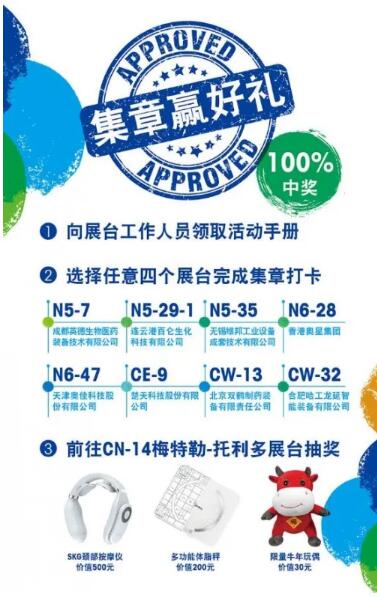 APPROVED
集章赢好礼
APPROVED
100%
中奖
1 向展台工作人员领取活动手册
2 选择任意四个展台完成集章打卡
N5-7 N5-29-1 N5-35 N6-28
成都英德生物医药 连云港百仑生化 无锡维邦工业设备 香港奥星集团
装备技术有限公司 科技有限公司 成套技术有限公司
N6-47 CE-9 CW-13 CW-32
天津奥佳科技股 楚天科技股份有限 北京双鹤制药装 合肥哈工龙延智
份有限公司 公司 备有限责任公司 能装备有限公司
3 前往CN-14梅特勒-托利多展台抽奖
SKG颈部按摩仪 多功能体脂秤 限量牛年玩偶
价值500元 价值200元 价值30元